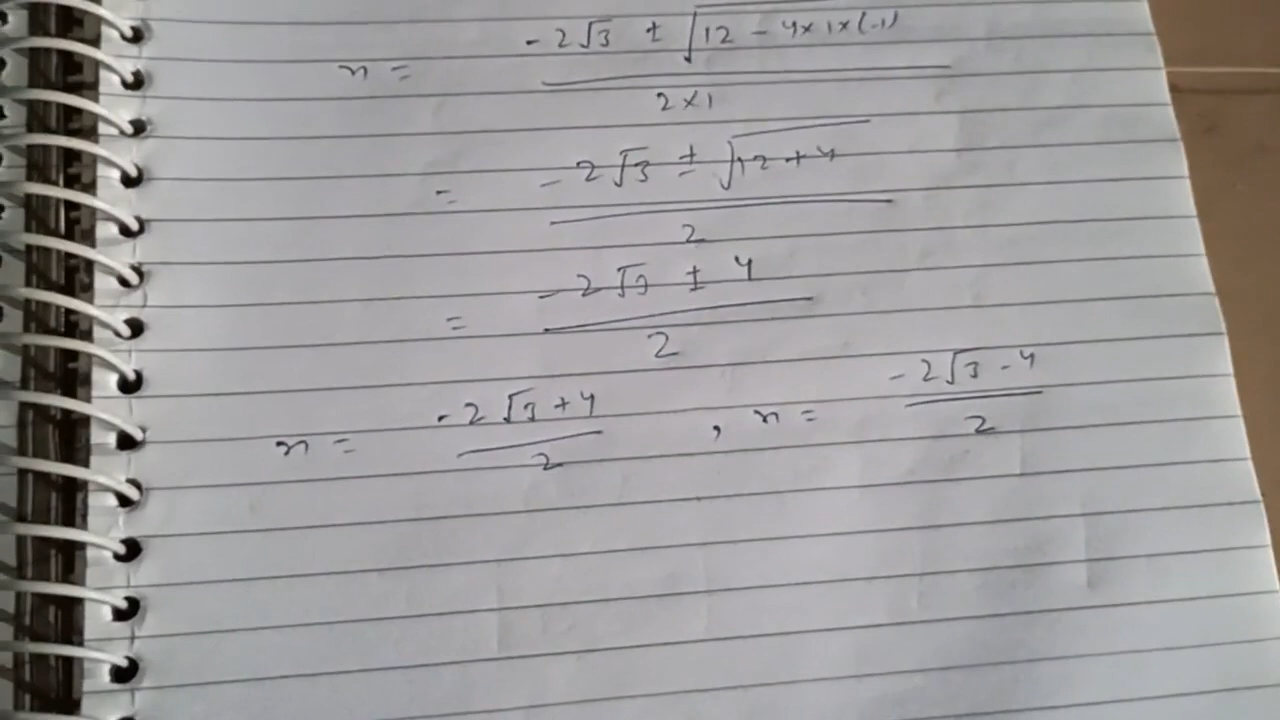 n = (-2√3 ± √(12 - 4×1×(-1))) / (2×1)
= (-2√3 ± √(12+4)) / 2
= (-2√3 ± 4) / 2
n = (-2√3+4) / 2 , n = (-2√3-4) / 2